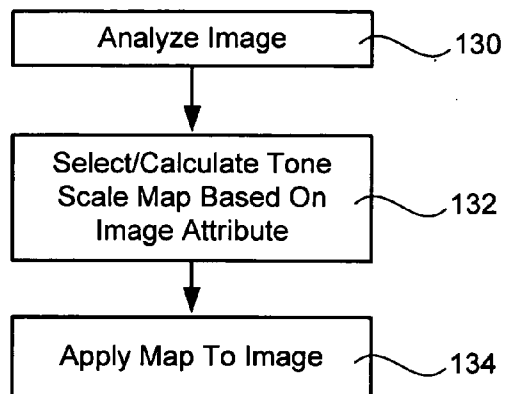 Analyze Image
130
Select/Calculate Tone
Scale Map Based On
Image Attribute
132
Apply Map To Image
134